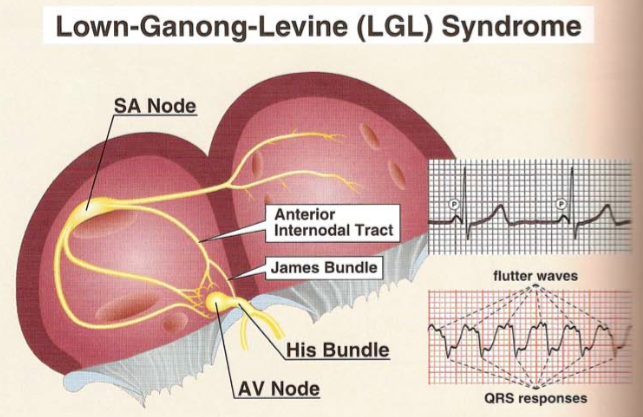 Lown-Ganong-Levine (LGL) Syndrome
SA Node
Anterior
Internodal Tract
James Bundle
His Bundle
AV Node
P
P
flutter waves
QRS responses